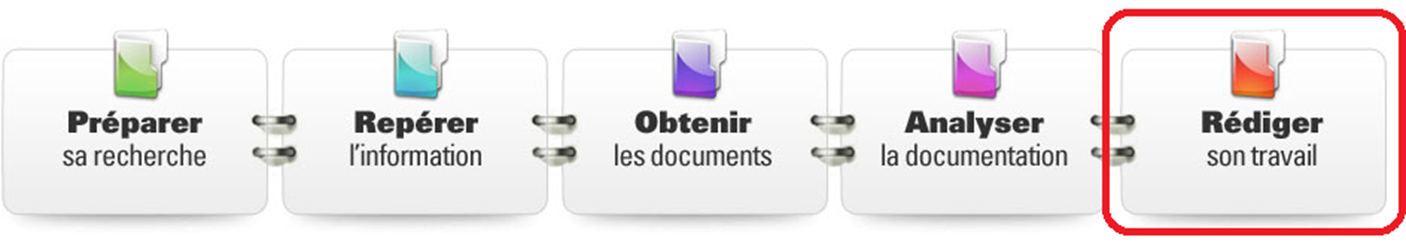 Préparer
sa recherche
Repérer
l'information
Obtenir
les documents
Analyser
la documentation
Rédiger
son travail